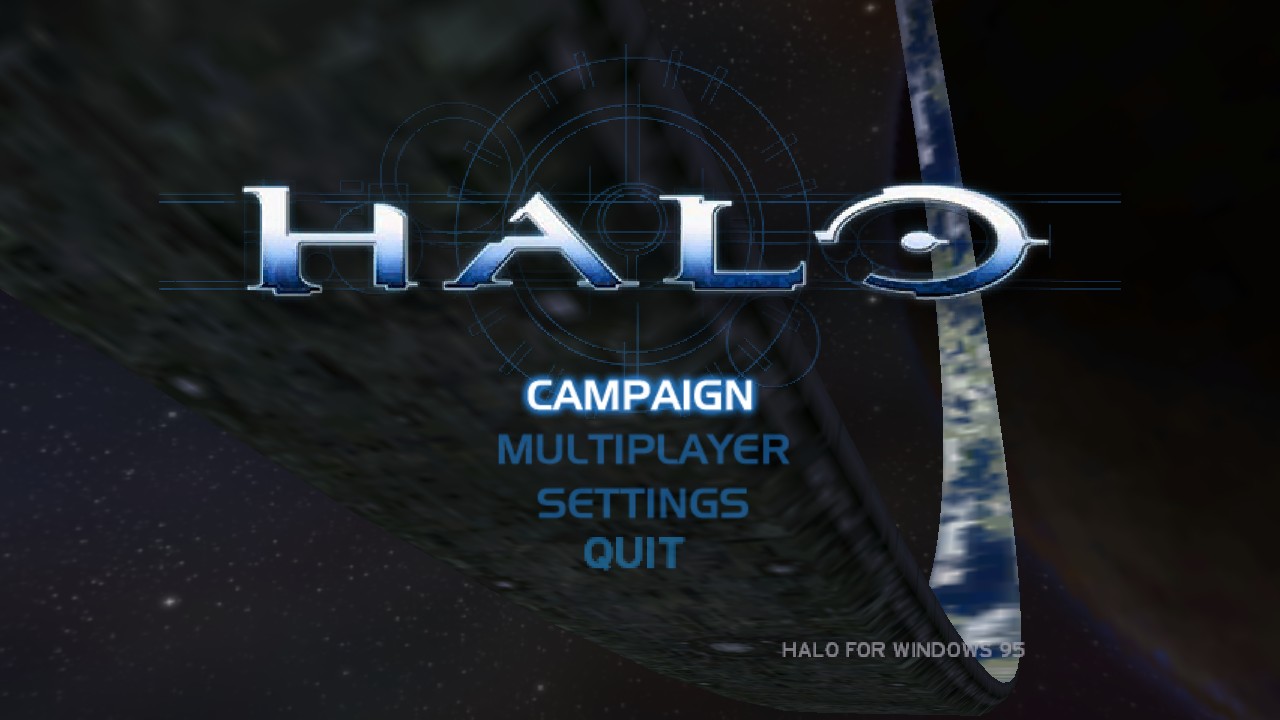 HALO
CAMPAIGN
MULTIPLAYER
SETTINGS
QUIT
HALO FOR WINDOWS 95